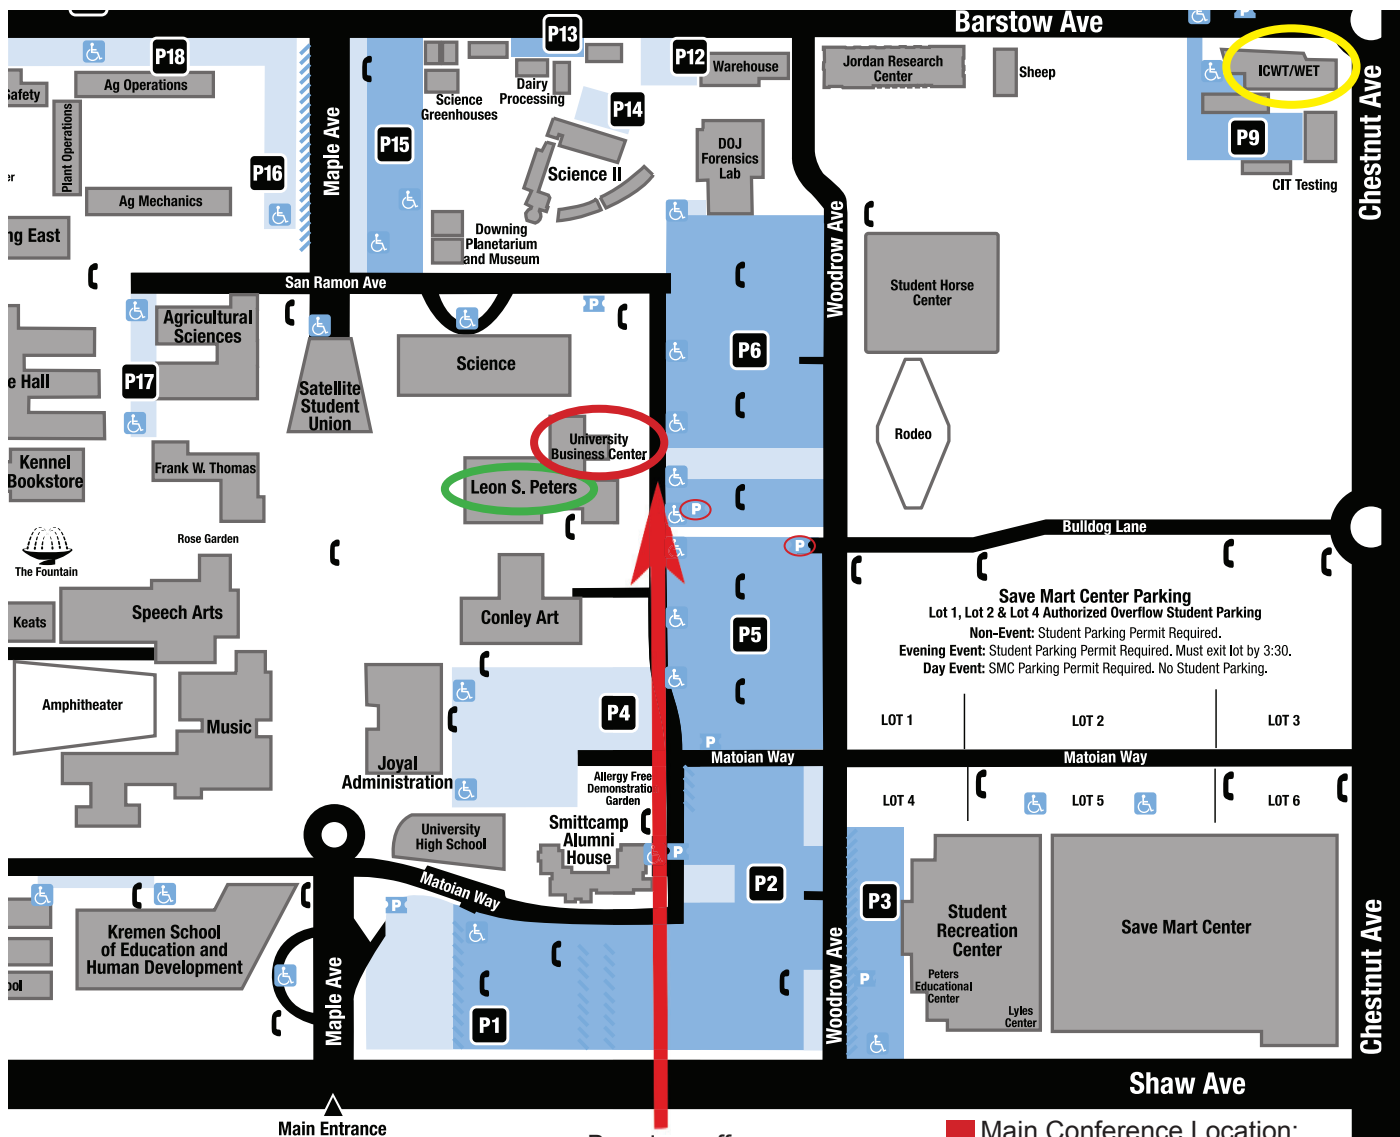 Barstow Ave
P18
Ag Operations
Safety
Plant Operations
P16
Ag Mechanics
ng East
Maple Ave
P15
Science
Greenhouses
P13
Dairy
Processing
P12
Warehouse
P14
Science II
DOJ
Forensics
Lab
Downing
Planetarium
and Museum
Jordan Research
Center
Sheep
ICWT/WET
P9
CIT Testing
Chestnut Ave
Woodrow Ave
Student Horse
Center
Rodeo
San Ramon Ave
Agricultural
Sciences
P17
e Hall
Satellite
Student
Union
Science
P
P6
University
Business Center
Leon S. Peters
Kennel
Bookstore
Frank W. Thomas
Rose Garden
The Fountain
P
P
Bulldog Lane
Keats
Speech Arts
Conley Art
P5
Save Mart Center Parking
Lot 1, Lot 2 & Lot 4 Authorized Overflow Student Parking
Non-Event: Student Parking Permit Required.
Evening Event: Student Parking Permit Required. Must exit lot by 3:30.
Day Event: SMC Parking Permit Required. No Student Parking.
Amphitheater
Music
Joyal
Administration
P4
P
LOT 1
LOT 2
LOT 3
Matoian Way
Matoian Way
LOT 4
LOT 5
LOT 6
Allergy Free
Demonstration
Garden
University
High School
Smittcamp
Alumni
House
P
P2
Matoian Way
P
P3
Student
Recreation
Center
Peters
Educational
Center
Lyles
Center
Save Mart Center
Kremen School
of Education and
Human Development
Maple Ave
P1
P
Woodrow Ave
Chestnut Ave
Shaw Ave
Main Entrance
Main Conference Location: